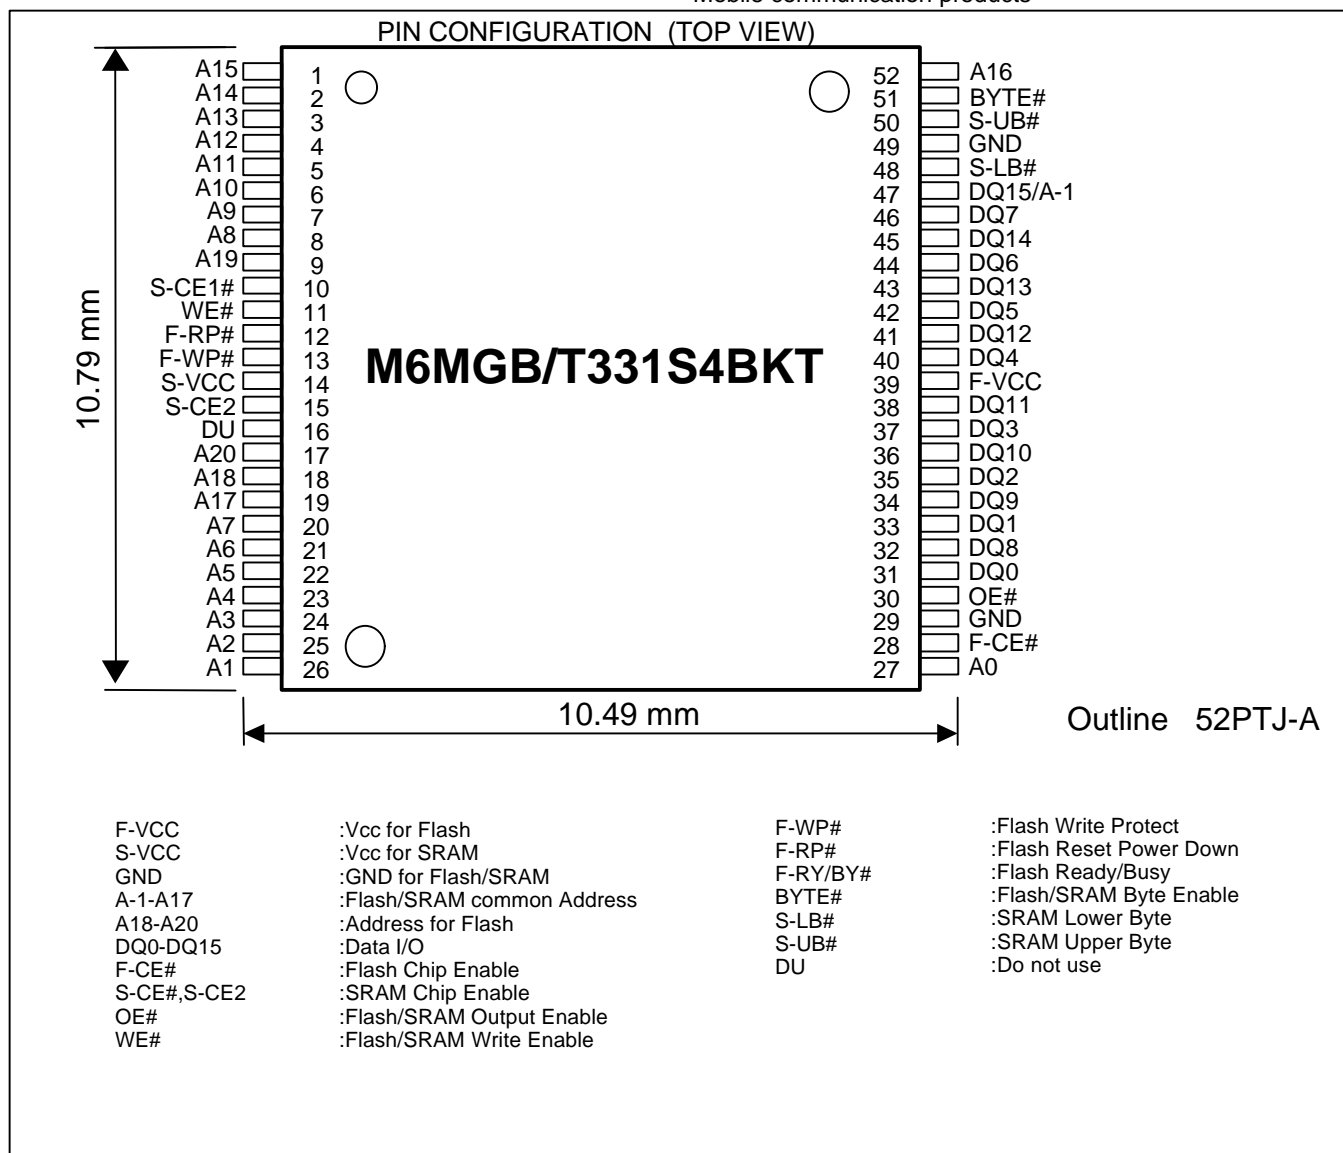 Mobile communication products
PIN CONFIGURATION (TOP VIEW)
A15 1 52 A16
A14 2 51 BYTE#
A13 3 50 S-UB#
A12 4 49 GND
A11 5 48 S-LB#
A10 6 47 DQ15/A-1
A9 7 46 DQ7
A8 8 45 DQ14
A19 9 44 DQ6
S-CE1# 10 43 DQ13
WE# 11 42 DQ5
F-RP# 12 41 DQ12
F-WP# 13 40 DQ4
S-VCC 14 39 F-VCC
S-CE2 15 38 DQ11
DU 16 37 DQ3
A20 17 36 DQ10
A18 18 35 DQ2
A17 19 34 DQ9
A7 20 33 DQ1
A6 21 32 DQ8
A5 22 31 DQ0
A4 23 30 OE#
A3 24 29 GND
A2 25 28 F-CE#
A1 26 27 A0
M6MGB/T331S4BKT
10.79 mm
10.49 mm
Outline 52PTJ-A
F-VCC :Vcc for Flash
S-VCC :Vcc for SRAM
GND :GND for Flash/SRAM
A-1-A17 :Flash/SRAM common Address
A18-A20 :Address for Flash
DQ0-DQ15 :Data I/O
F-CE# :Flash Chip Enable
S-CE#,S-CE2 :SRAM Chip Enable
OE# :Flash/SRAM Output Enable
WE# :Flash/SRAM Write Enable
F-WP# :Flash Write Protect
F-RP# :Flash Reset Power Down
F-RY/BY# :Flash Ready/Busy
BYTE# :Flash/SRAM Byte Enable
S-LB# :SRAM Lower Byte
S-UB# :SRAM Upper Byte
DU :Do not use